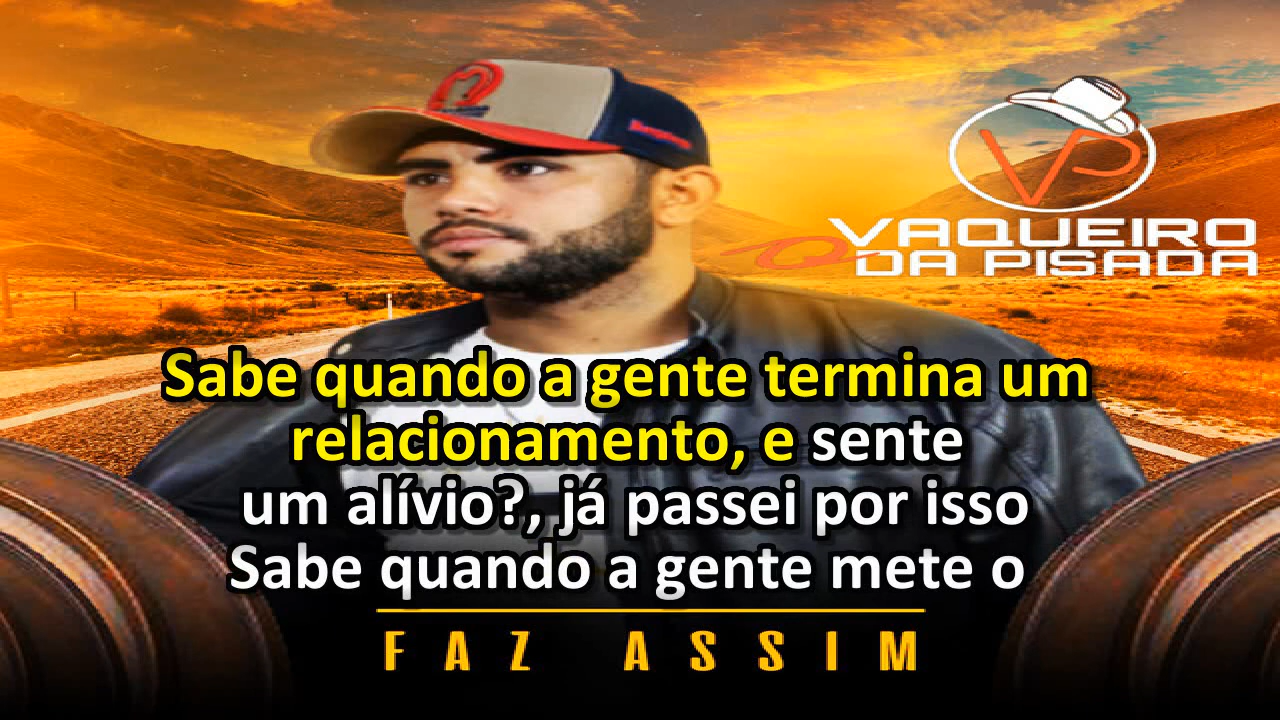 VP
O VAQUEIRO
DA PISADA
Sabe quando a gente termina um
relacionamento, e sente
um alívio?, já passei por isso
Sabe quando a gente mete o
FAZ ASSIM